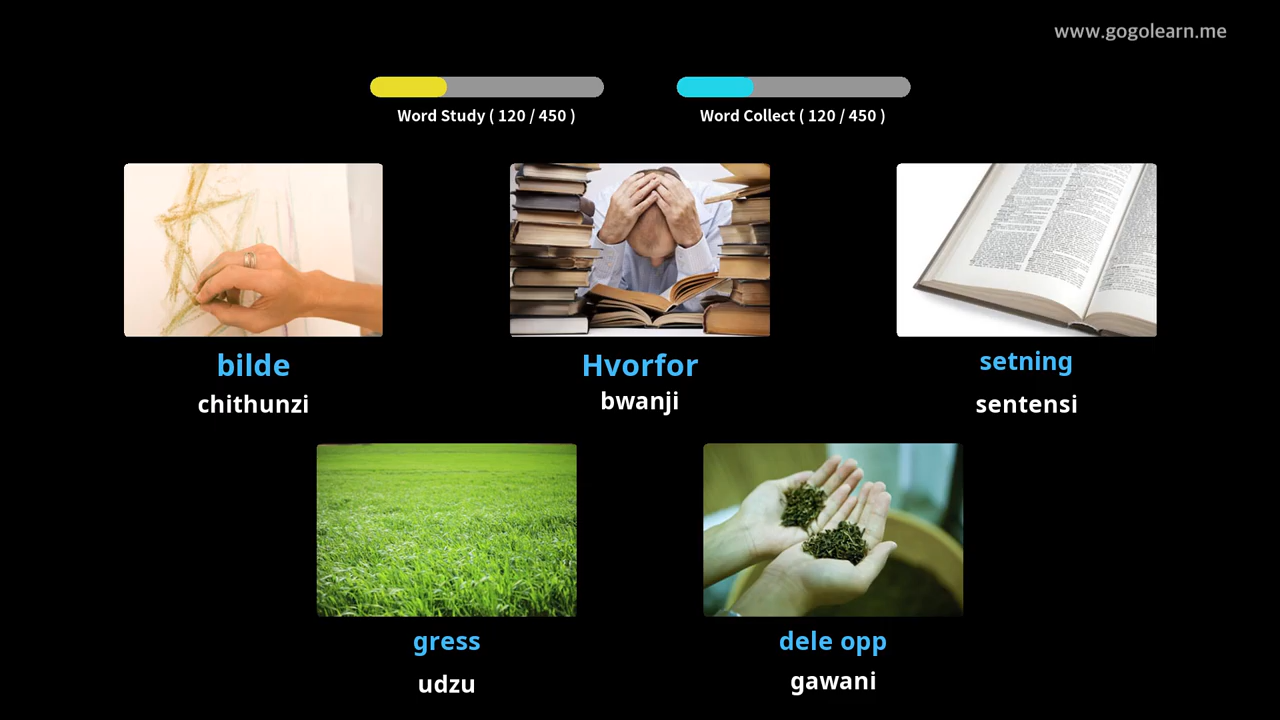 www.gogolearn.me
Word Study ( 120 / 450 )
Word Collect ( 120 / 450 )
bilde
chithunzi
Hvorfor
bwanji
setning
sentensi
gress
udzu
dele opp
gawani